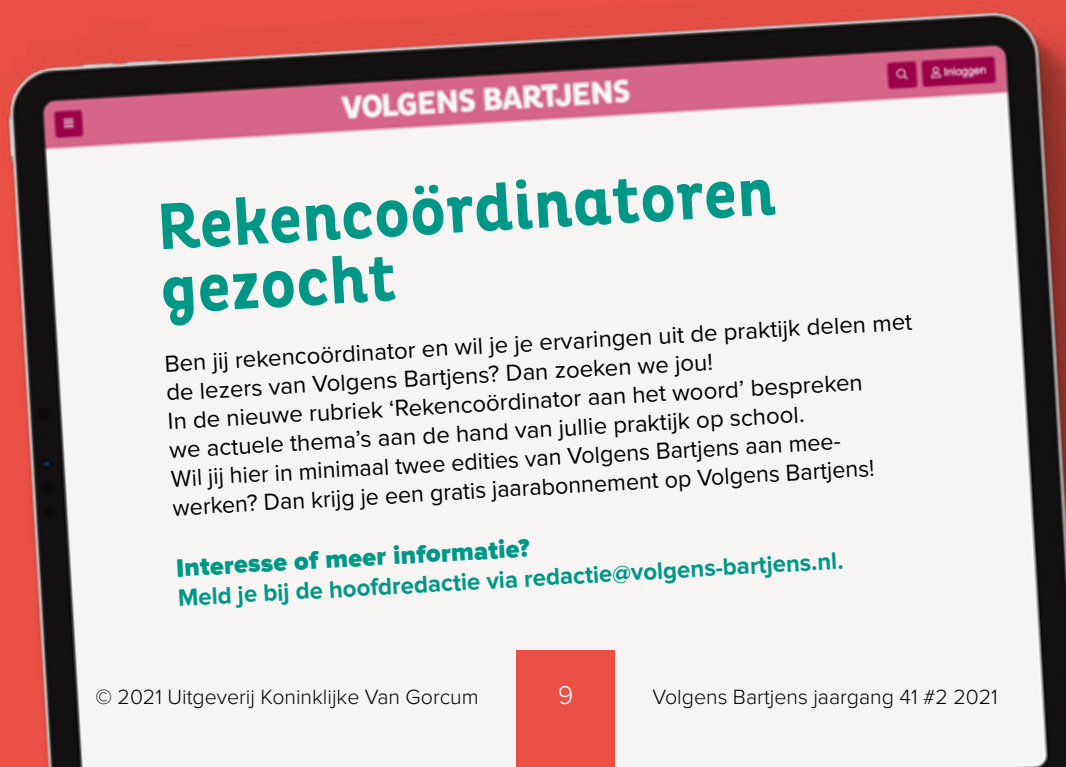 VOLGENS BARTJENS
Inloggen
Rekencoördinatoren
gezocht
Ben jij rekencoördinator en wil je je ervaringen uit de praktijk delen met
de lezers van Volgens Bartjens? Dan zoeken we jou!
In de nieuwe rubriek ‘Rekencoördinator aan het woord’ bespreken
we actuele thema’s aan de hand van jullie praktijk op school.
Wil jij hier in minimaal twee edities van Volgens Bartjens aan mee-
werken? Dan krijg je een gratis jaarabonnement op Volgens Bartjens!
Interesse of meer informatie?
Meld je bij de hoofdredactie via redactie@volgens-bartjens.nl.
© 2021 Uitgeverij Koninklijke Van Gorcum
9
Volgens Bartjens jaargang 41 #2 2021